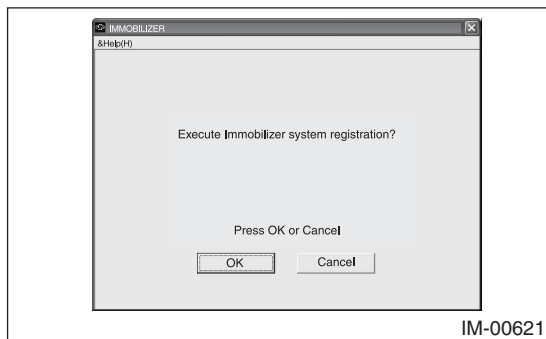 IMMOBILIZER
&Help(H)
Execute Immobilizer system registration?
Press OK or Cancel
OK
Cancel
IM-00621